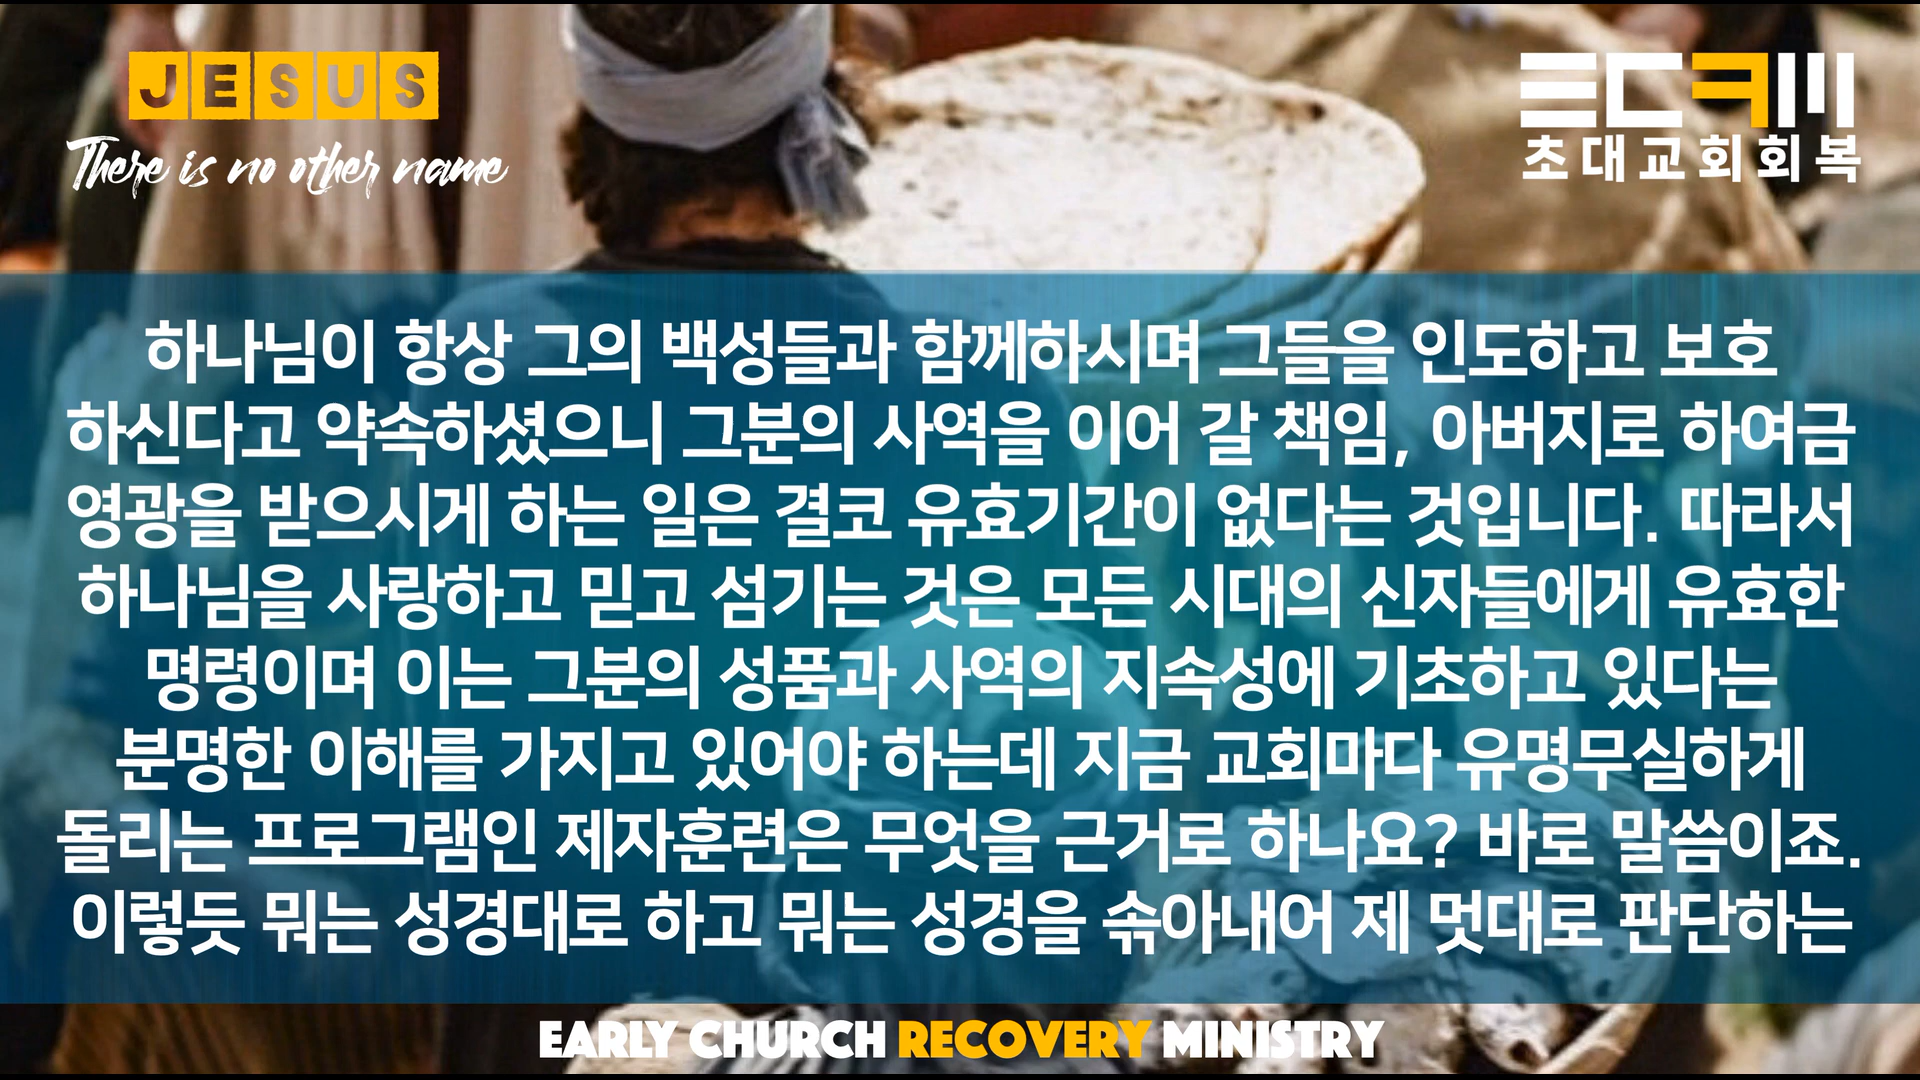 JESUS
There is no other name
초대교회회복
하나님이 항상 그의 백성들과 함께하시며 그들을 인도하고 보호
하신다고 약속하셨으니 그분의 사역을 이어 갈 책임, 아버지로 하여금
영광을 받으시게 하는 일은 결코 유효기간이 없다는 것입니다. 따라서
하나님을 사랑하고 믿고 섬기는 것은 모든 시대의 신자들에게 유효한
명령이며 이는 그분의 성품과 사역의 지속성에 기초하고 있다는
분명한 이해를 가지고 있어야 하는데 지금 교회마다 유명무실하게
돌리는 프로그램인 제자훈련은 무엇을 근거로 하나요? 바로 말씀이죠.
이렇듯 뭐는 성경대로 하고 뭐는 성경을 솎아내어 제 멋대로 판단하는
EARLY CHURCH RECOVERY MINISTRY